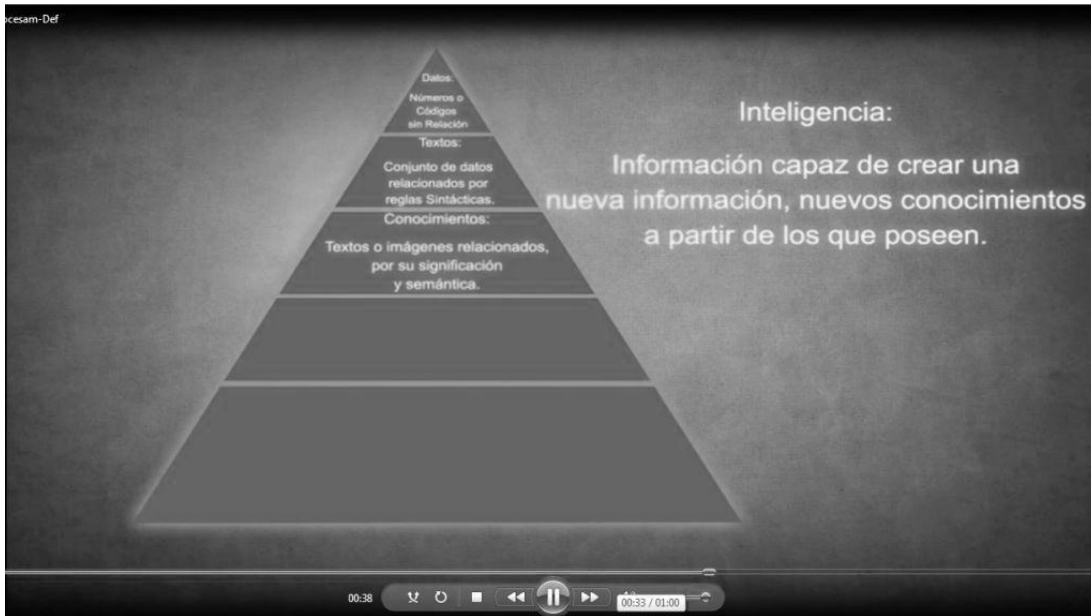 ocesam-Def
Datos:
Números o
Códigos
sin Relación
Textos:
Conjunto de datos
relacionados por
reglas Sintácticas.
Conocimientos:
Textos o imágenes relacionados,
por su significación
y semántica.
Inteligencia:
Información capaz de crear una
nueva información, nuevos conocimientos
a partir de los que poseen.
00:38
00:33 / 01:00